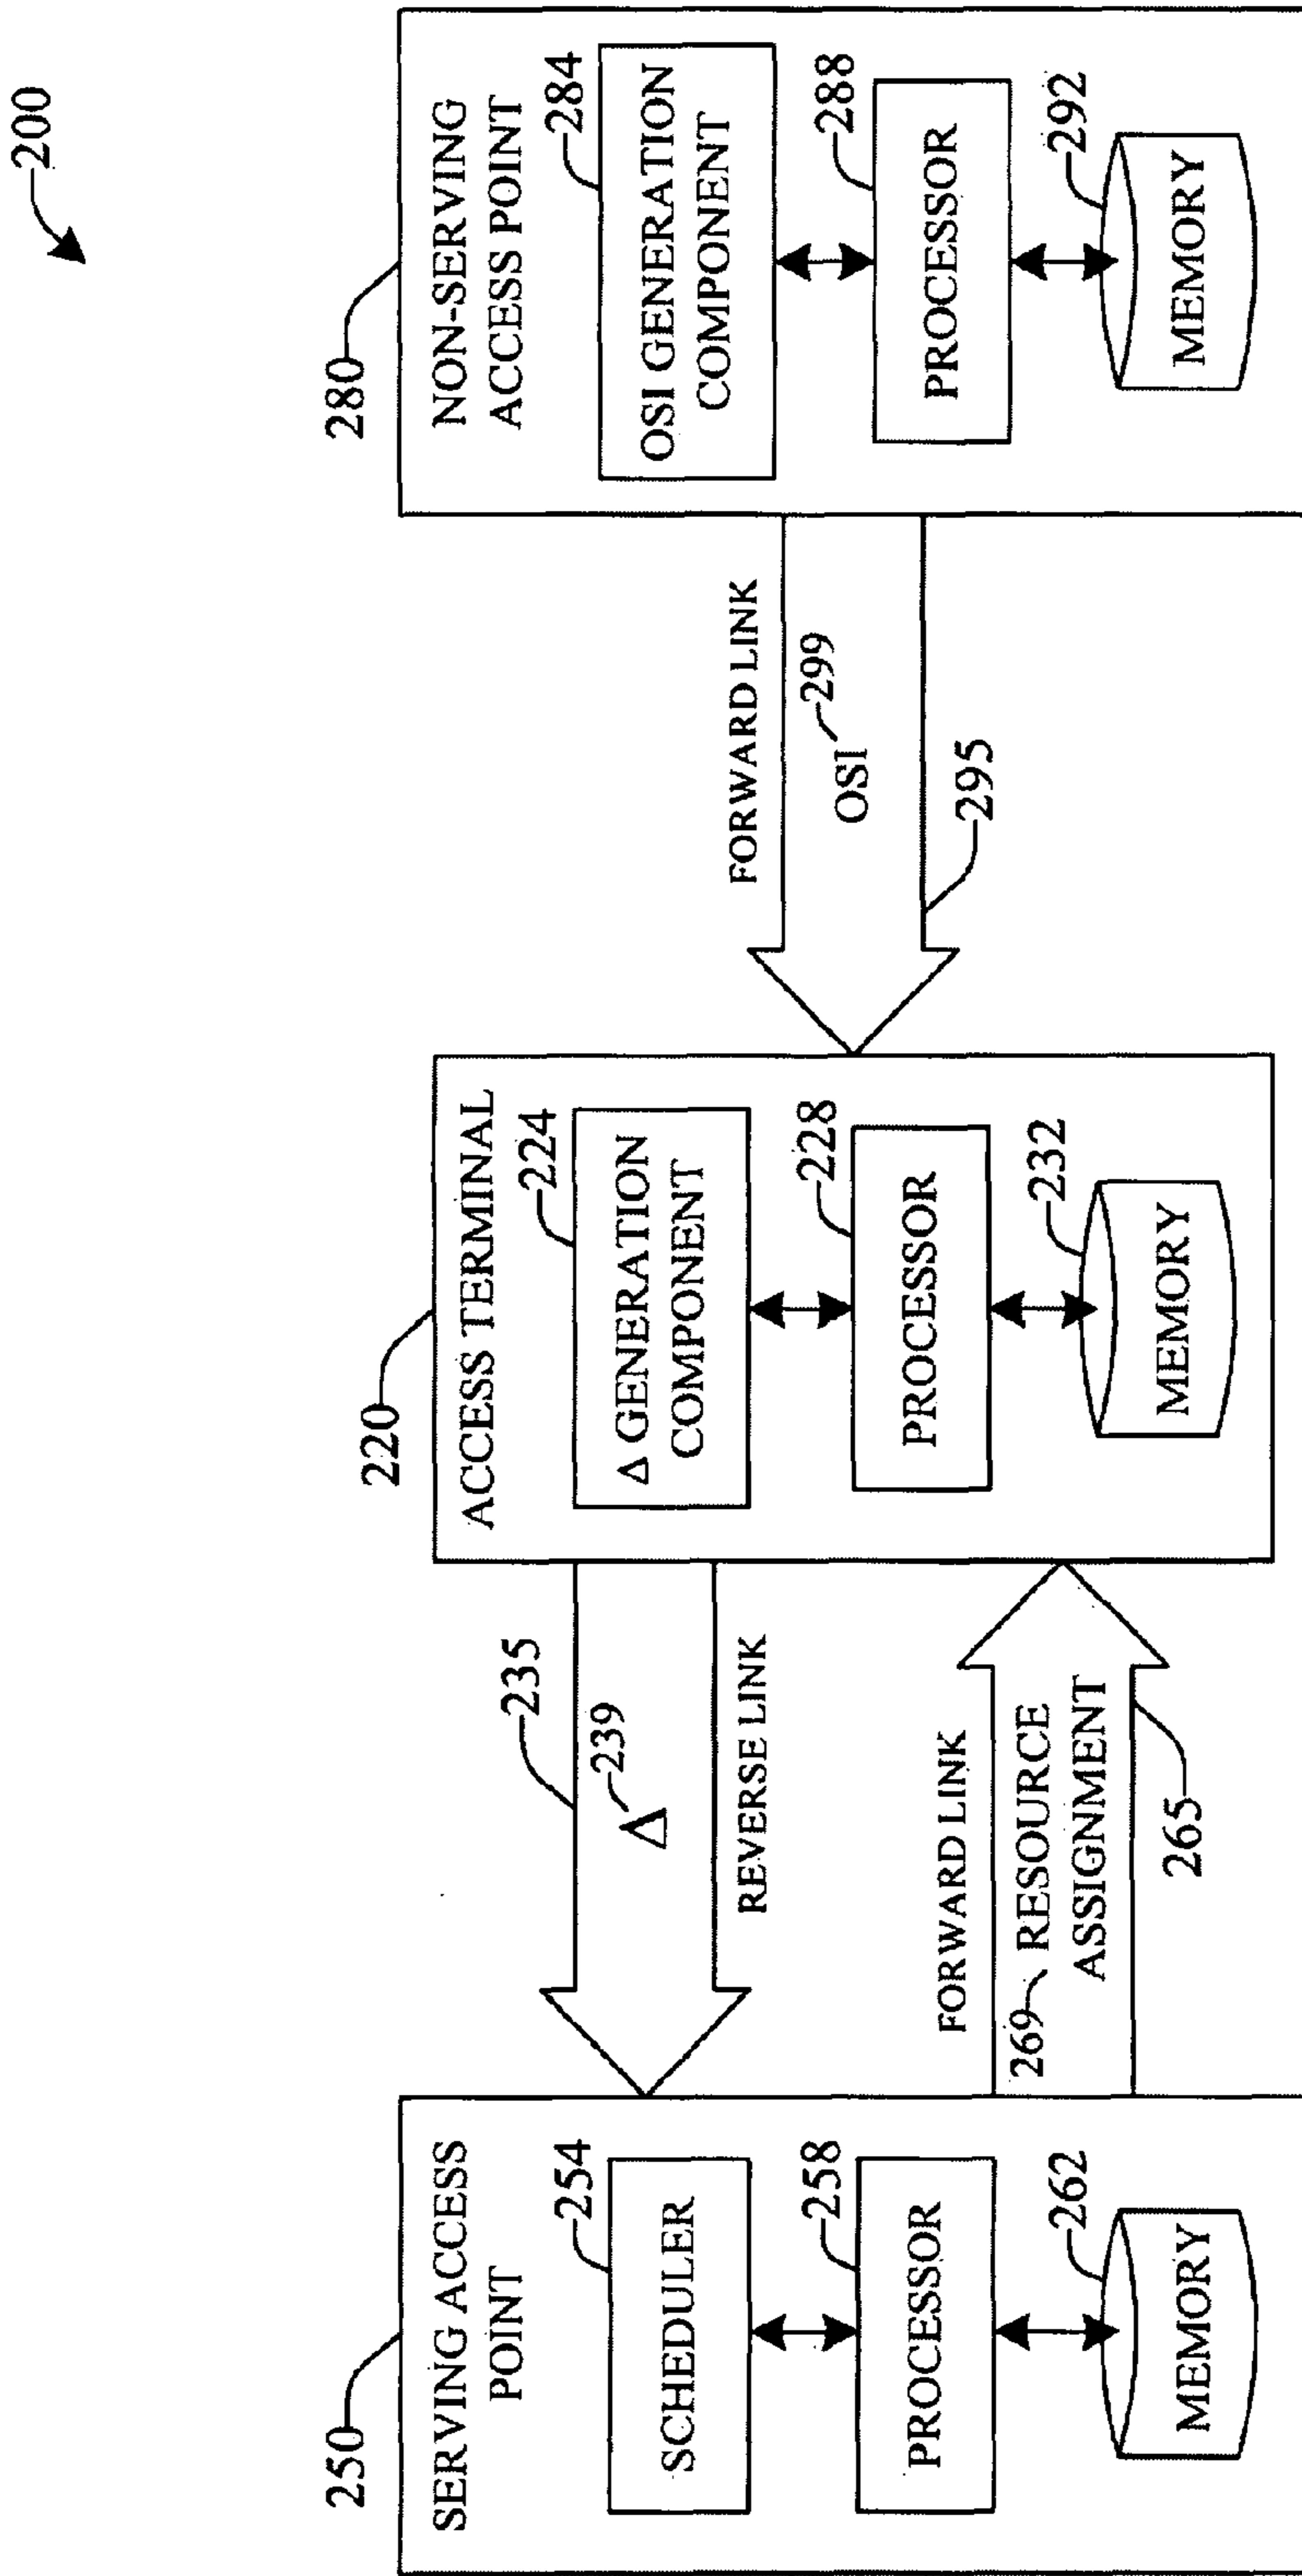 200
250
SERVING ACCESS
POINT
254
SCHEDULER
258
PROCESSOR
262
MEMORY
235
239
Δ
REVERSE LINK
FORWARD LINK
269 RESOURCE
ASSIGNMENT
265
220
ACCESS TERMINAL
224
Δ GENERATION
COMPONENT
228
PROCESSOR
232
MEMORY
FORWARD LINK
299
OSI
295
280
NON-SERVING
ACCESS POINT
284
OSI GENERATION
COMPONENT
288
PROCESSOR
292
MEMORY